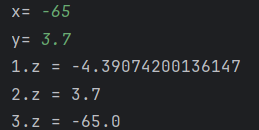 x= -65
y= 3.7
1.z = -4.39074200136147
2.z = 3.7
3.z = -65.0